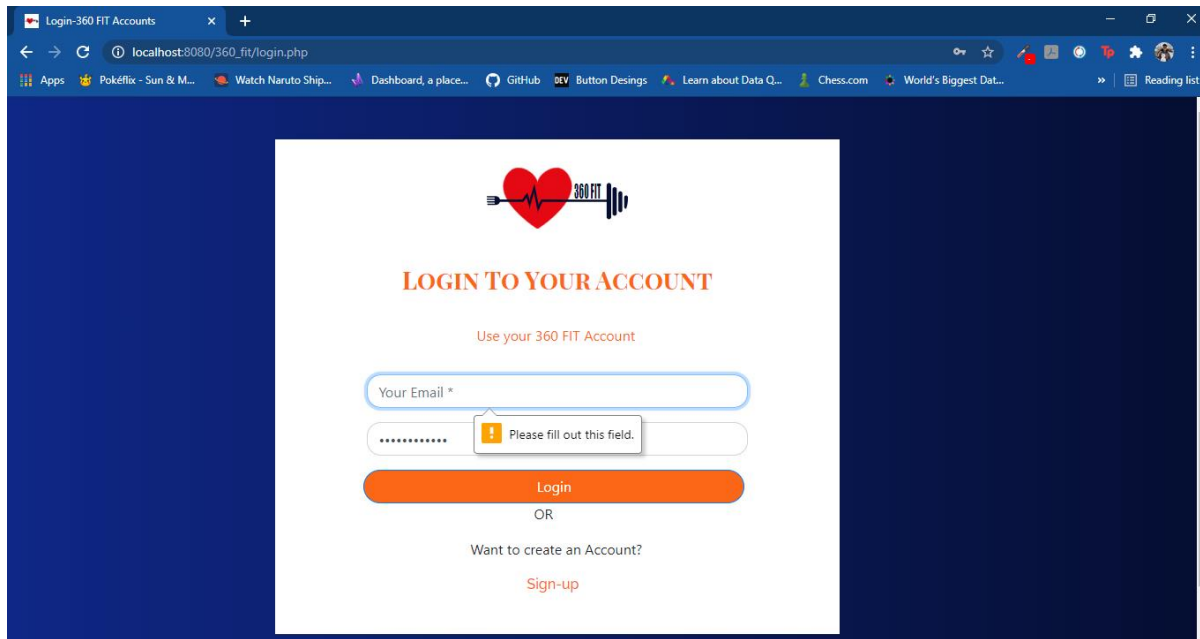 Login-360 FIT Accounts
localhost:8080/360_fit/login.php
Tp
Apps Pokéflix - Sun & M... Watch Naruto Ship... Dashboard, a place... GitHub DEV Button Desings Learn about Data Q... Chess.com World's Biggest Dat... » Reading list
360 FIT
LOGIN TO YOUR ACCOUNT
Use your 360 FIT Account
Your Email *
Please fill out this field.
Login
OR
Want to create an Account?
Sign-up